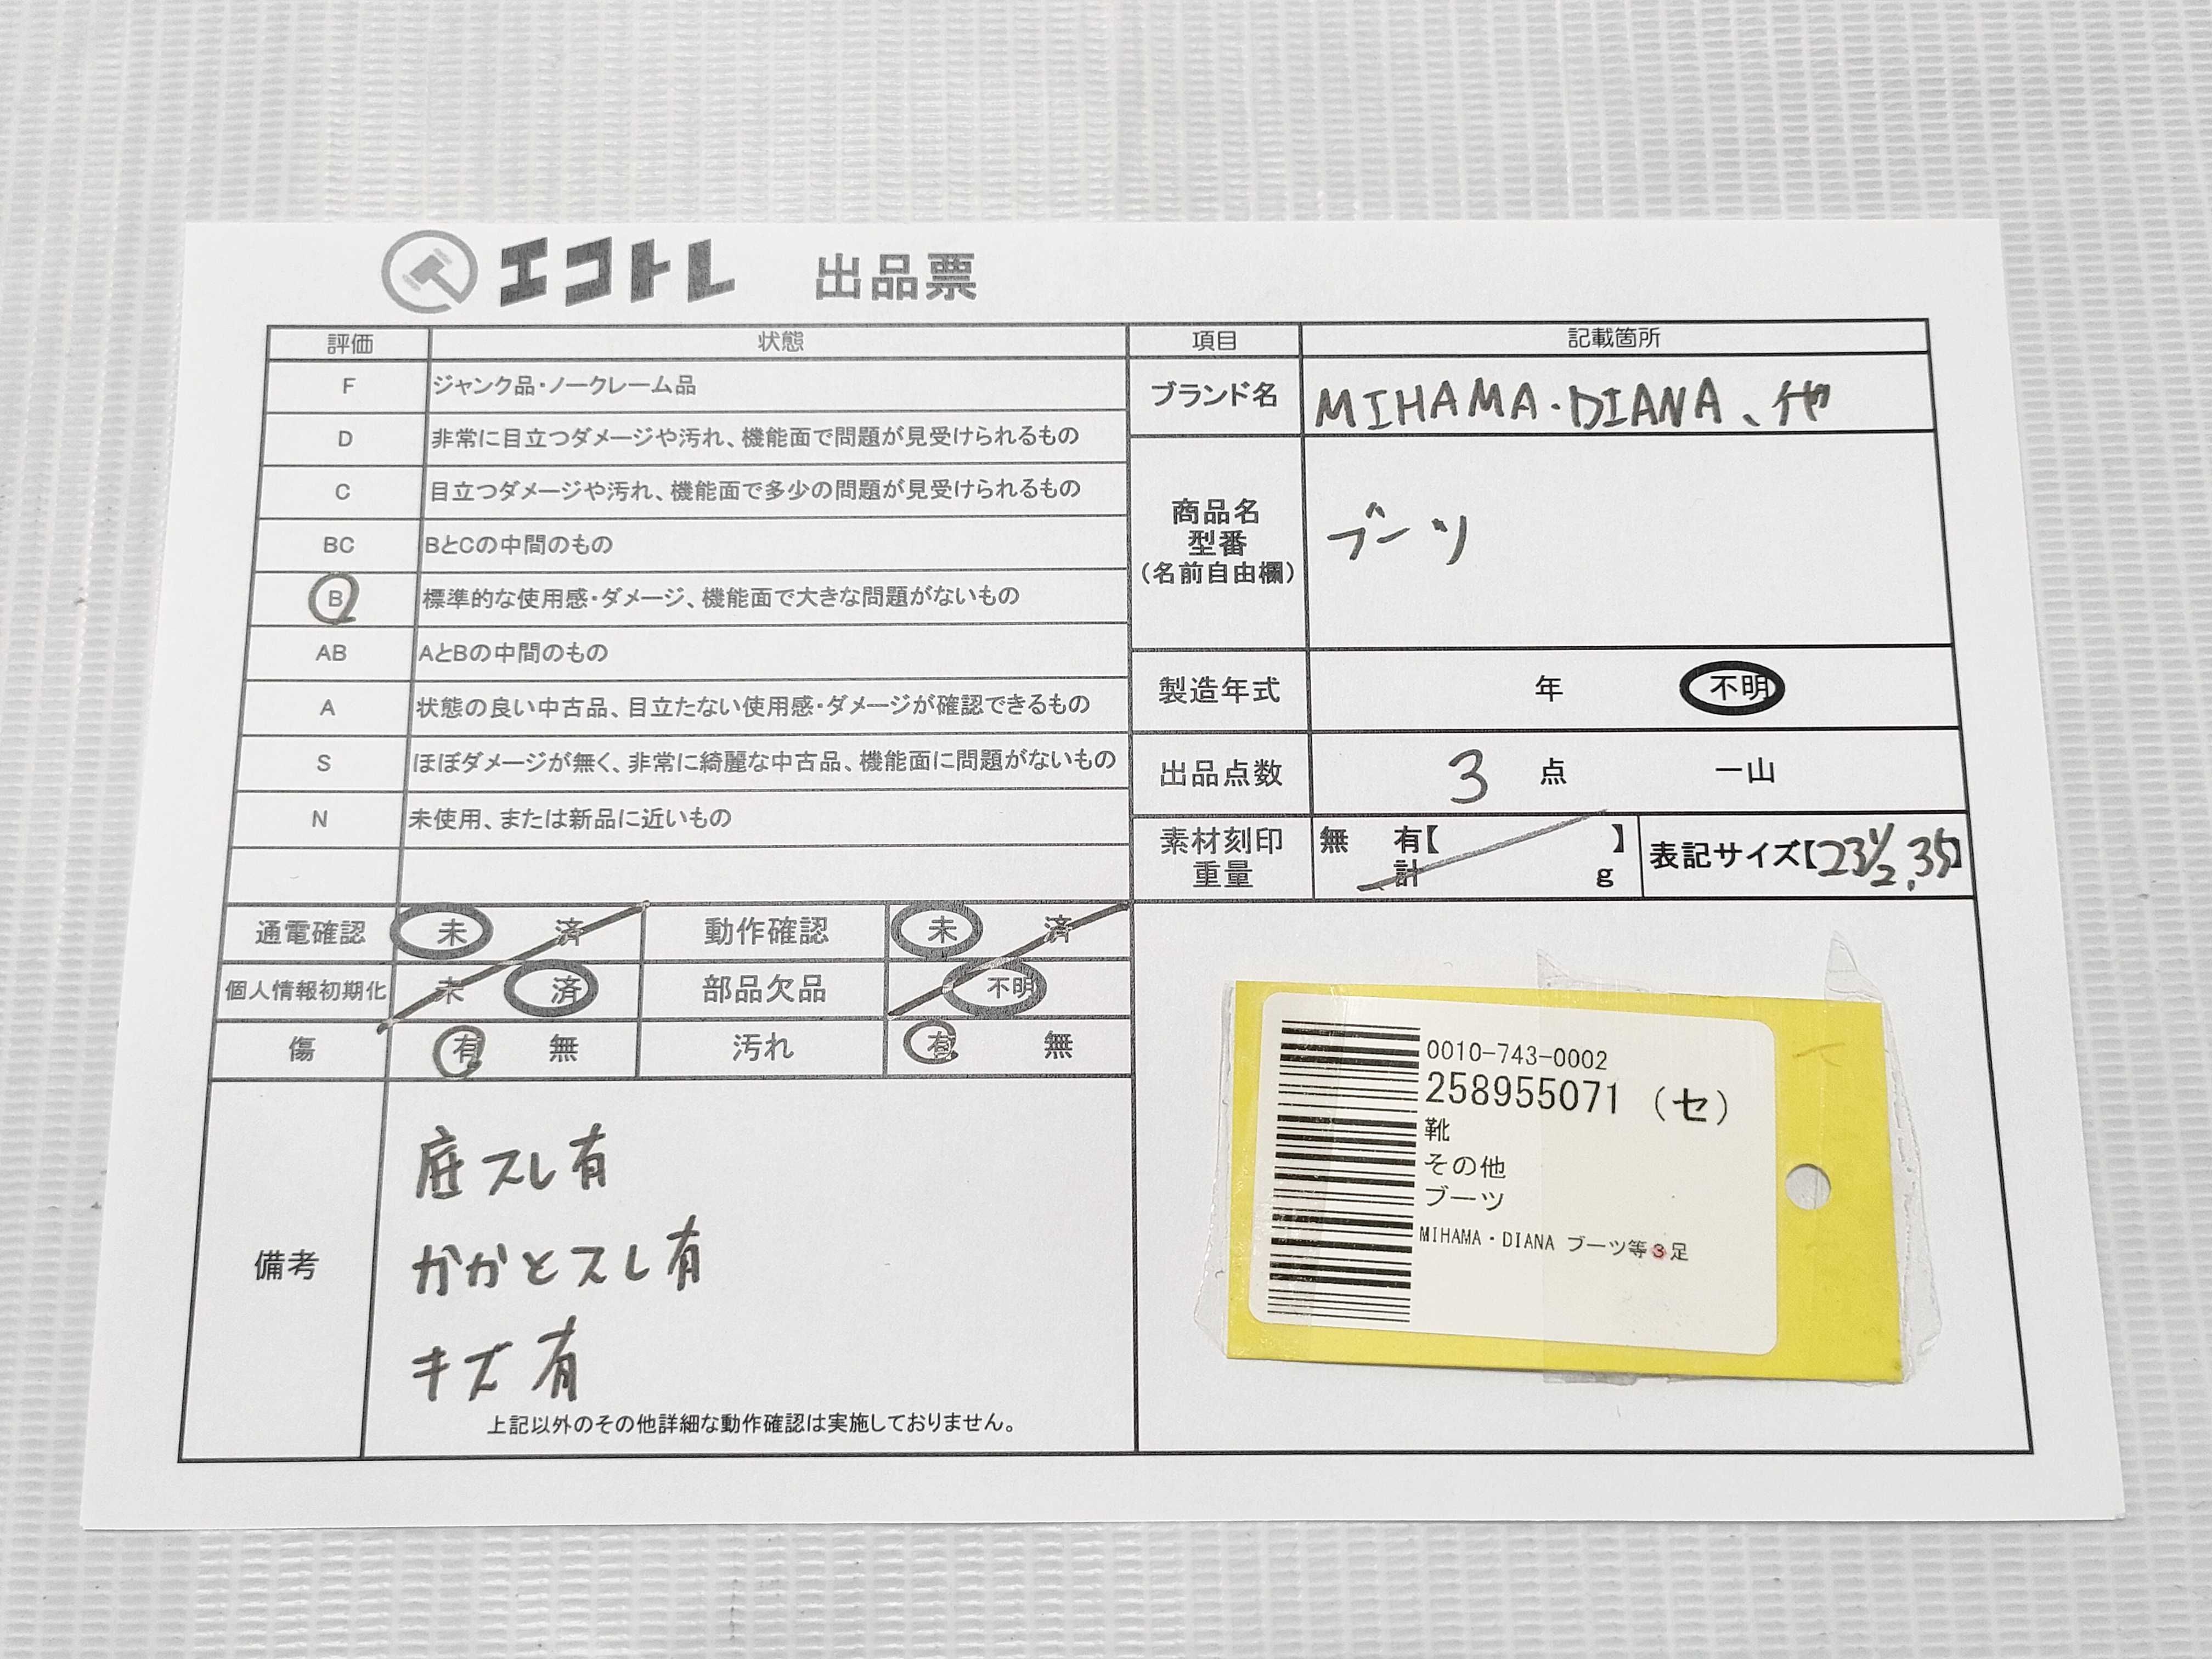 エコトレ 出品票
評価 状態 項目 記載箇所
F ジャンク品・ノークレーム品
D 非常に目立つダメージや汚れ、機能面で問題が見受けられるもの
C 目立つダメージや汚れ、機能面で多少の問題が見受けられるもの
BC BとCの中間のもの
B 標準的な使用感・ダメージ、機能面で大きな問題がないもの
AB AとBの中間のもの
A 状態の良い中古品、目立たない使用感・ダメージが確認できるもの
S ほぼダメージが無く、非常に綺麗な中古品、機能面に問題がないもの
N 未使用、または新品に近いもの
ブランド名 MIHAMA・DIANA、他
商品名
型番
(名前自由欄)
ブーツ
製造年式 年 不明
出品点数 3 点 一山
素材刻印 無 有【 】
重量 計 g
表記サイズ【23 1/2, 35】
通電確認 未 済 動作確認 未 済
個人情報初期化 未 済 部品欠品 不明
傷 有 無 汚れ 有 無
備考
底スレ有
かかとスレ有
キズ有
上記以外のその他詳細な動作確認は実施しておりません。
0010-743-0002
258955071 (セ)
靴
その他
ブーツ
MIHAMA・DIANA ブーツ等3足